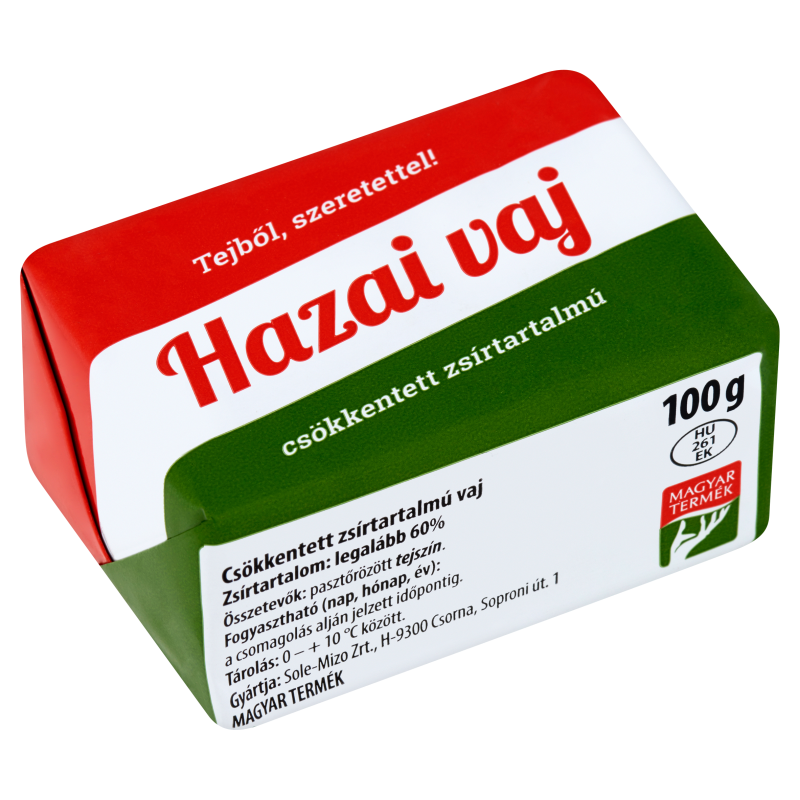 Tejből, szeretettel!
Hazai vaj
csökkentett zsírtartalmú
100 g
HU
261
EK
MAGYAR
TERMÉK
Csökkentett zsírtartalmú vaj
Zsírtartalom: legalább 60%
Összetevők: pasztőrözött tejszín.
Fogyasztható (nap, hónap, év):
a csomagolás alján jelzett időpontig.
Tárolás: 0 – + 10 °C között.
Gyártja: Sole-Mizo Zrt., H-9300 Csorna, Soproni út. 1
MAGYAR TERMÉK